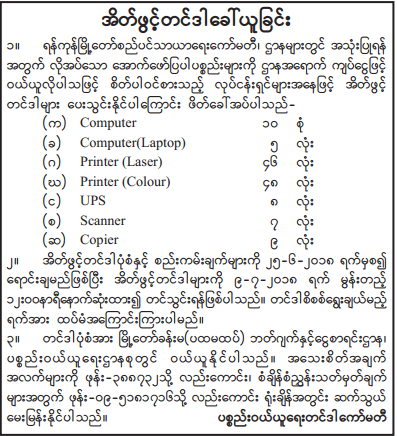 အိတ်ဖွင့်တင်ဒါခေါ်ယူခြင်း
၁။ ရန်ကုန်မြို့တော်စည်ပင်သာယာရေးကော်မတီ၊ ဌာနများတွင် အသုံးပြုရန်
အတွက် လိုအပ်သော အောက်ဖော်ပြပါပစ္စည်းများကို ဌာနအရောက် ကျပ်ငွေဖြင့်
ဝယ်ယူလိုပါသဖြင့် စိတ်ပါဝင်စားသည့် လုပ်ငန်းရှင်များအနေဖြင့် အိတ်ဖွင့်
တင်ဒါများ ပေးသွင်းနိုင်ပါကြောင်း ဖိတ်ခေါ်အပ်ပါသည်-
(က) Computer ၁၀ စုံ
(ခ) Computer(Laptop) ၅ လုံး
(ဂ) Printer (Laser) ၄၆ လုံး
(ဃ) Printer (Colour) ၄၈ လုံး
(င) UPS ၈ လုံး
(စ) Scanner ၇ လုံး
(ဆ) Copier ၉ လုံး
၂။ အိတ်ဖွင့်တင်ဒါပုံစံနှင့် စည်းကမ်းချက်များကို ၂၅-၆-၂၀၁၈ ရက်မှစ၍
ရောင်းချမည်ဖြစ်ပြီး အိတ်ဖွင့်တင်ဒါများကို ၉-၇-၂၀၁၈ ရက် မွန်းတည့်
၁၂း၀၀နာရီနောက်ဆုံးထား၍ တင်သွင်းရန်ဖြစ်ပါသည်။ တင်ဒါစိစစ်ရွေးချယ်မည့်
ရက်အား ထပ်မံအကြောင်းကြားပါမည်။
၃။ တင်ဒါပုံစံအား မြို့တော်ခန်းမ(ပထမထပ်) ဘတ်ဂျက်နှင့်ငွေစာရင်းဌာန၊
ပစ္စည်းဝယ်ယူရေးဌာနစုတွင် ဝယ်ယူနိုင်ပါသည်။ အသေးစိတ်အချက်
အလက်များကို ဖုန်း-၃၈၈၇၃၂သို့ လည်းကောင်း၊ စံချိန်စံညွှန်းသတ်မှတ်ချက်
များအတွက် ဖုန်း-၀၉-၅၁၈၁၇၁၆သို့ လည်းကောင်း ရုံးချိန်အတွင်း ဆက်သွယ်
မေးမြန်းနိုင်ပါသည်။ ပစ္စည်းဝယ်ယူရေးတင်ဒါကော်မတီ